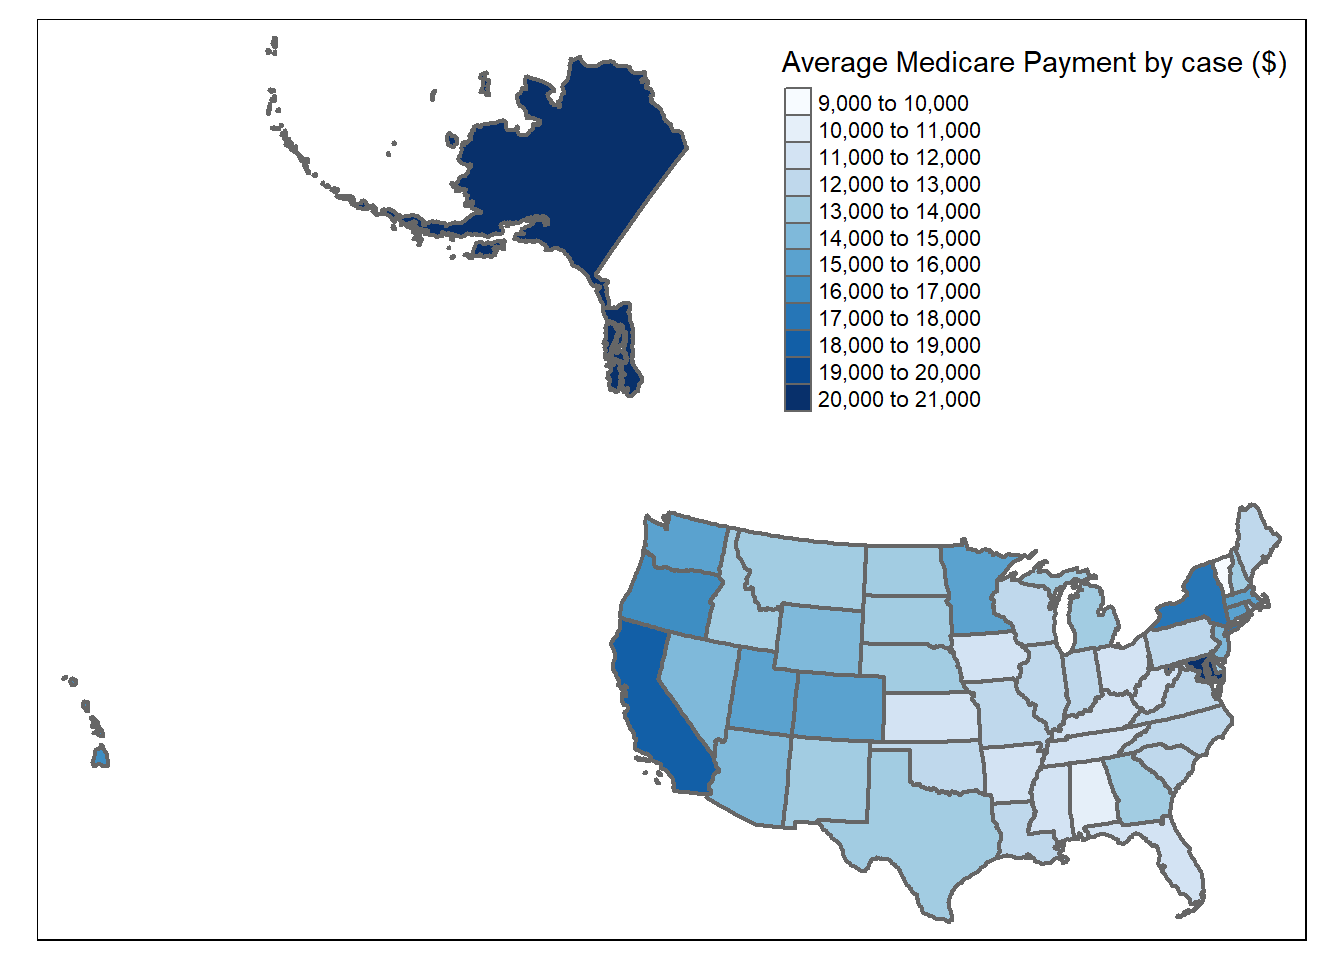 Average Medicare Payment by case ($)
9,000 to 10,000
10,000 to 11,000
11,000 to 12,000
12,000 to 13,000
13,000 to 14,000
14,000 to 15,000
15,000 to 16,000
16,000 to 17,000
17,000 to 18,000
18,000 to 19,000
19,000 to 20,000
20,000 to 21,000